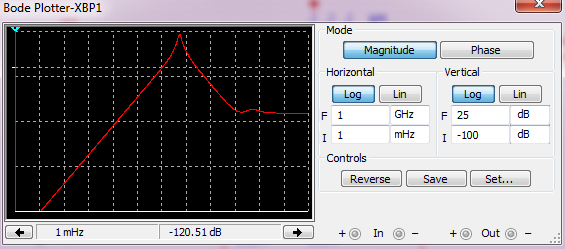 Bode Plotter-XBP1
Mode
Magnitude Phase
Horizontal Vertical
Log Lin Log Lin
F 1 GHz F 25 dB
I 1 mHz I -100 dB
Controls
Reverse Save Set...
1 mHz -120.51 dB
+ In - + Out -